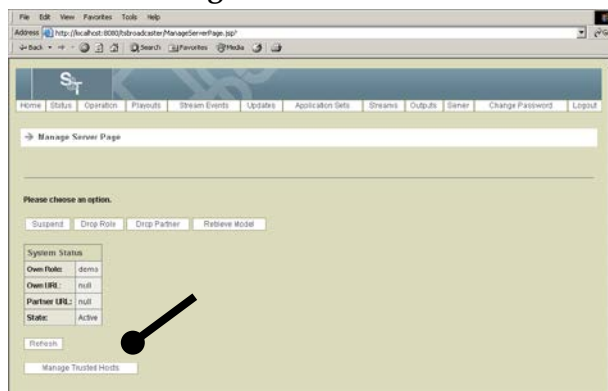 File Edit View Favorites Tools Help
Address http://localhost:8080/tsbroadcaster/ManageServerPage.jsp?
Back Search Favorites Media
S&T
Home Status Operation Playouts Stream Events Updates Application Sets Streams Outputs Server Change Password Logout
Manage Server Page
Please choose an option.
Suspend Drop Role Drop Partner Retrieve Model
System Status
Own Role: demo
Own URL: null
Partner URL: null
State: Active
Refresh
Manage Trusted Hosts